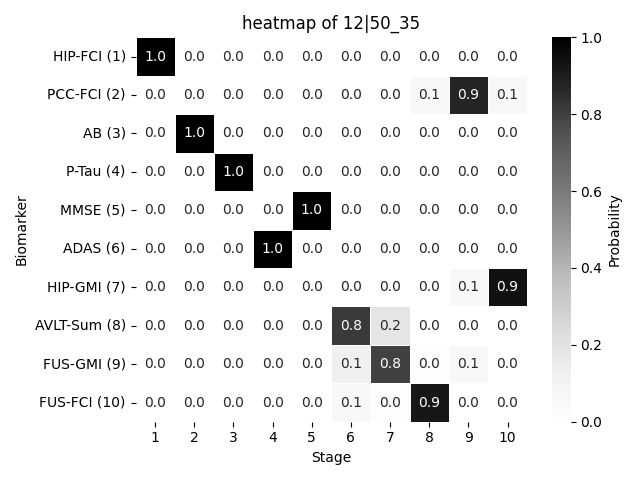 heatmap of 12|50_35
HIP-FCI (1) 1.0 0.0 0.0 0.0 0.0 0.0 0.0 0.0 0.0 0.0
PCC-FCI (2) 0.0 0.0 0.0 0.0 0.0 0.0 0.0 0.1 0.9 0.1
AB (3) 0.0 1.0 0.0 0.0 0.0 0.0 0.0 0.0 0.0 0.0
P-Tau (4) 0.0 0.0 1.0 0.0 0.0 0.0 0.0 0.0 0.0 0.0
MMSE (5) 0.0 0.0 0.0 0.0 1.0 0.0 0.0 0.0 0.0 0.0
ADAS (6) 0.0 0.0 0.0 1.0 0.0 0.0 0.0 0.0 0.0 0.0
HIP-GMI (7) 0.0 0.0 0.0 0.0 0.0 0.0 0.0 0.0 0.1 0.9
AVLT-Sum (8) 0.0 0.0 0.0 0.0 0.0 0.8 0.2 0.0 0.0 0.0
FUS-GMI (9) 0.0 0.0 0.0 0.0 0.0 0.1 0.8 0.0 0.1 0.0
FUS-FCI (10) 0.0 0.0 0.0 0.0 0.0 0.1 0.0 0.9 0.0 0.0
1 2 3 4 5 6 7 8 9 10
Stage
Biomarker
1.0
0.8
0.6
0.4
0.2
0.0
Probability